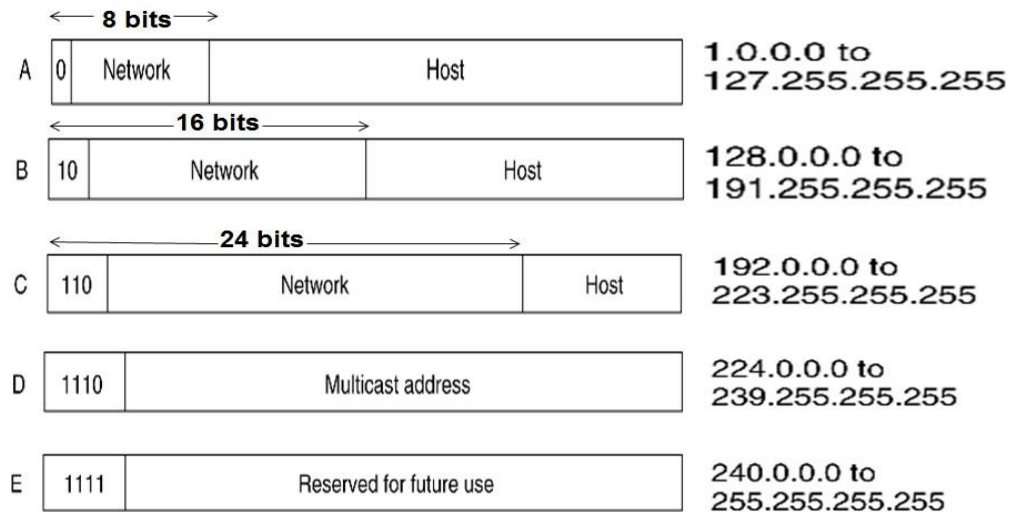 8 bits
A 0 Network Host 1.0.0.0 to
127.255.255.255
16 bits
B 10 Network Host 128.0.0.0 to
191.255.255.255
24 bits
C 110 Network Host 192.0.0.0 to
223.255.255.255
D 1110 Multicast address 224.0.0.0 to
239.255.255.255
E 1111 Reserved for future use 240.0.0.0 to
255.255.255.255